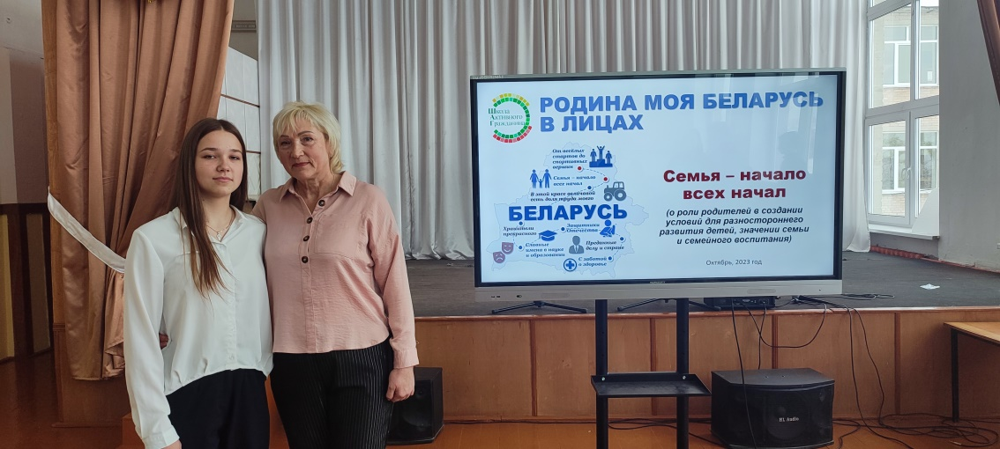 РОДИНА МОЯ БЕЛАРУСЬ
В ЛИЦАХ
Школа
Активного
Гражданина
От весёлых
стартов до
спортивных
вершин
Семья – начало
всех начал
В этой красе величавой
есть доля труда моего
БЕЛАРУСЬ
Хранители
прекрасного
Защитники
Отечества
Славные
имена в науке
и образовании
Преданные
делу и стране
С заботой
о здоровье
Семья – начало
всех начал
(о роли родителей в создании
условий для разностороннего
развития детей, значении семьи
и семейного воспитания)
Октябрь, 2023 год
RL Audio